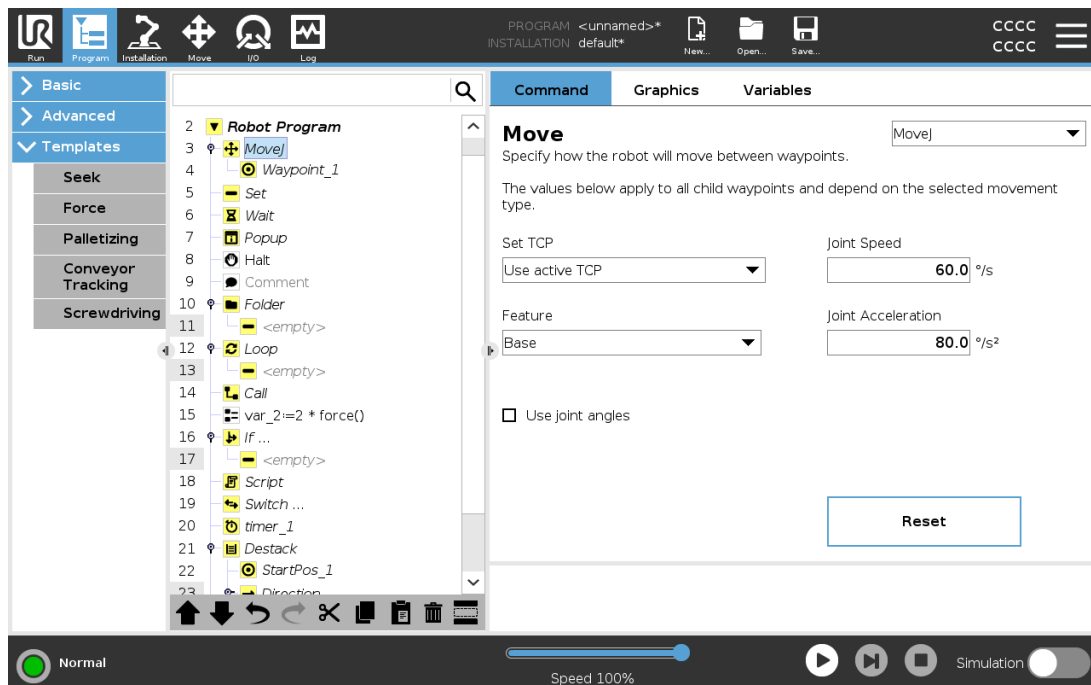 PROGRAM <unnamed>*
INSTALLATION default*
CCCC
CCCC
Run
Program
Installation
Move
I/O
Log
New...
Open...
Save...
Basic
Advanced
Templates
Seek
Force
Palletizing
Conveyor
Tracking
Screwdriving
2 Robot Program
3 MoveJ
4 Waypoint_1
5 Set
6 Wait
7 Popup
8 Halt
9 Comment
10 Folder
11 <empty>
12 Loop
13 <empty>
14 Call
15 var_2:=2 * force()
16 If ...
17 <empty>
18 Script
19 Switch ...
20 timer_1
21 Destack
22 StartPos_1
23 Direction
Command Graphics Variables
Move
MoveJ
Specify how the robot will move between waypoints.
The values below apply to all child waypoints and depend on the selected movement
type.
Set TCP
Joint Speed
Use active TCP
60.0 °/s
Feature
Joint Acceleration
Base
80.0 °/s²
Use joint angles
Reset
Normal
Speed 100%
Simulation